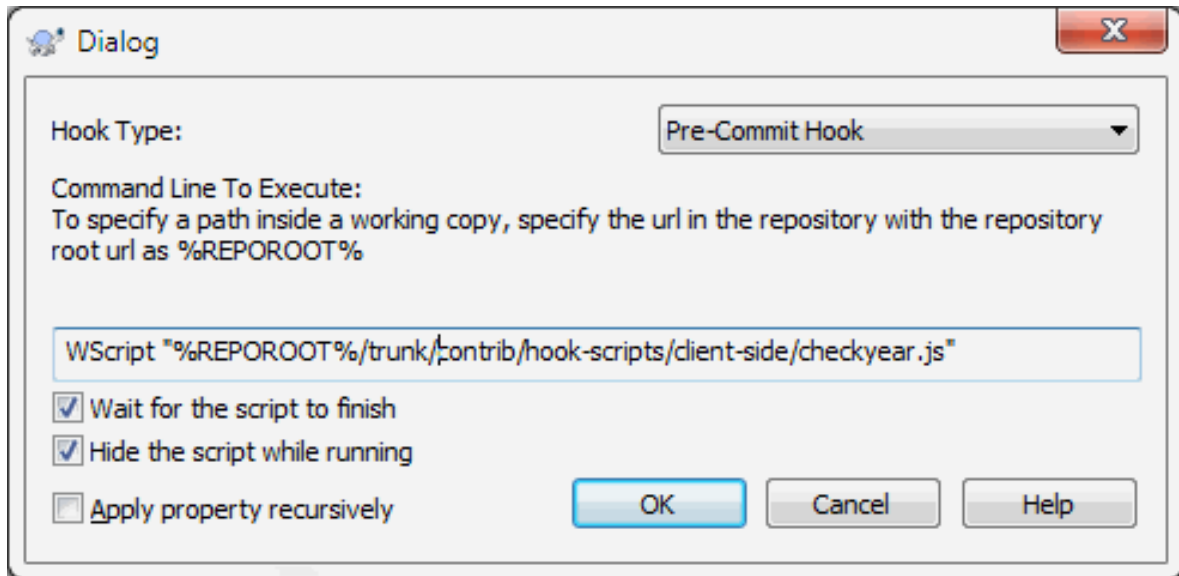 Dialog
Hook Type:
Pre-Commit Hook
Command Line To Execute:
To specify a path inside a working copy, specify the url in the repository with the repository
root url as %REPOROOT%
WScript "%REPOROOT%/trunk/contrib/hook-scripts/client-side/checkyear.js"
Wait for the script to finish
Hide the script while running
Apply property recursively
OK
Cancel
Help